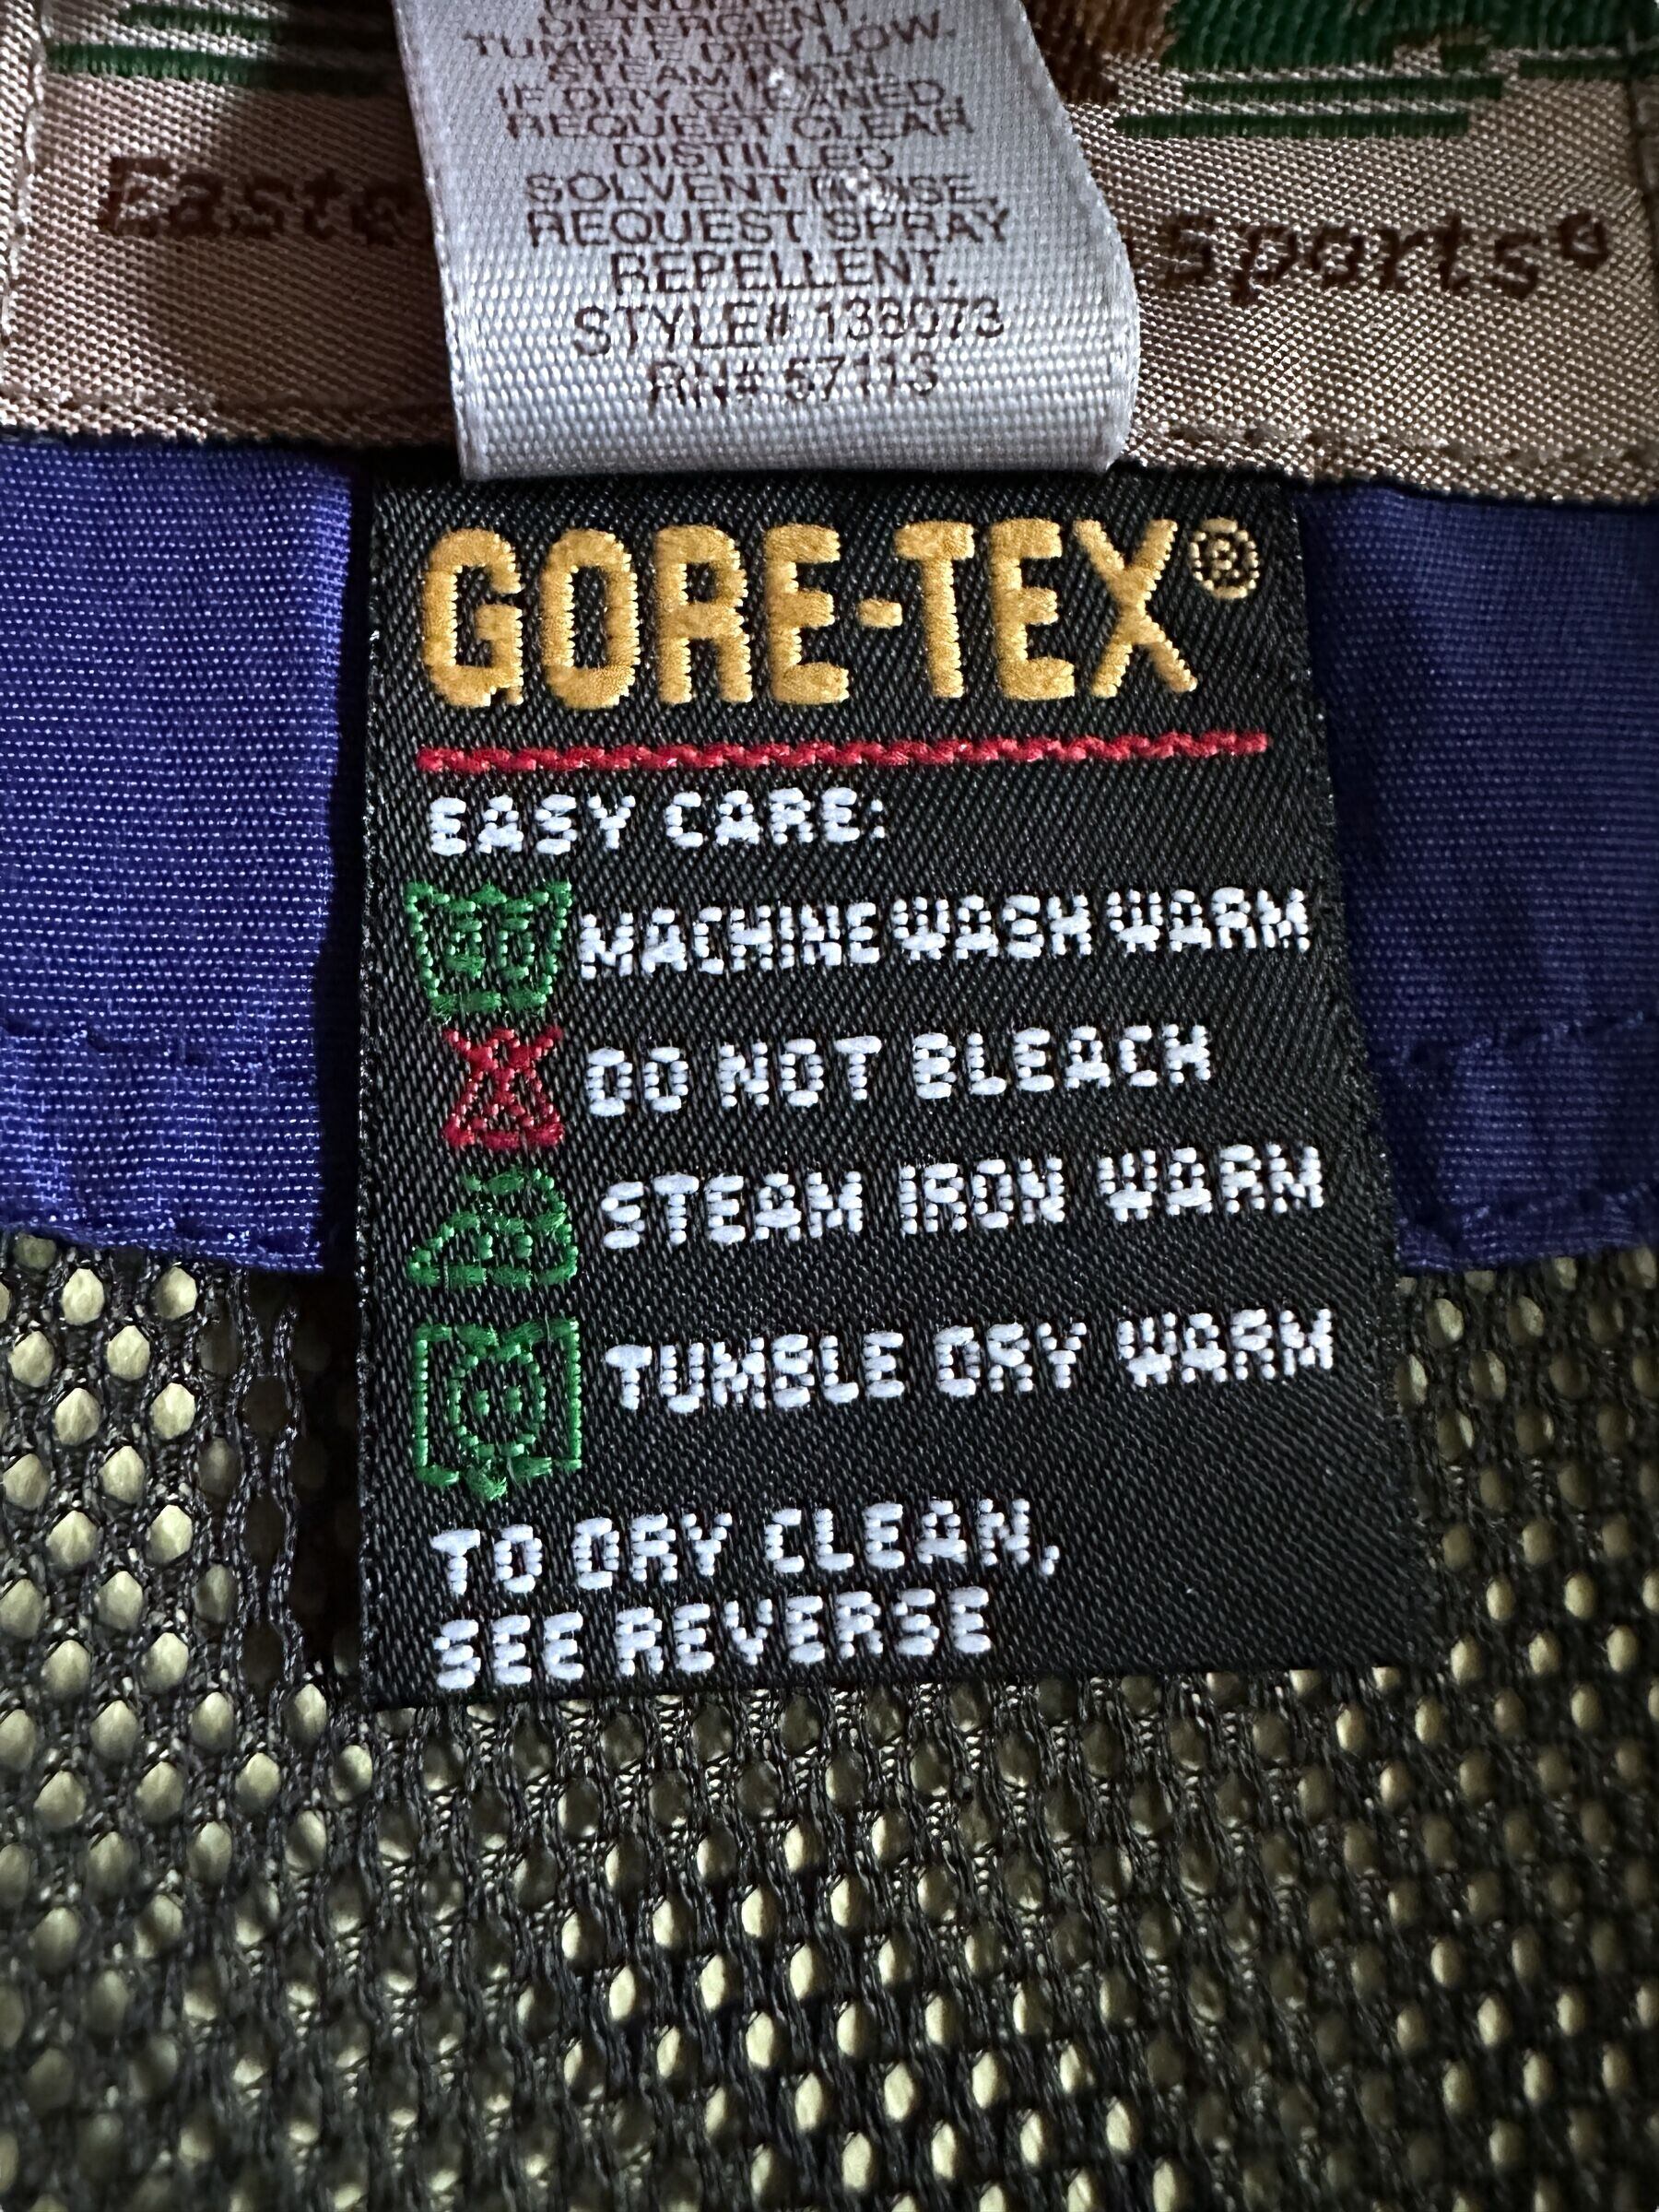 DETERGENT.
TUMBLE DRY LOW.
STEAM IRON.
IF DRY CLEANED,
REQUEST CLEAR
DISTILLED
SOLVENT RINSE,
REQUEST SPRAY
REPELLENT.
STYLE# 138073
RN# 57113
Sports®
GORE-TEX®
EASY CARE:
MACHINE WASH WARM
DO NOT BLEACH
STEAM IRON WARM
TUMBLE DRY WARM
TO DRY CLEAN,
SEE REVERSE